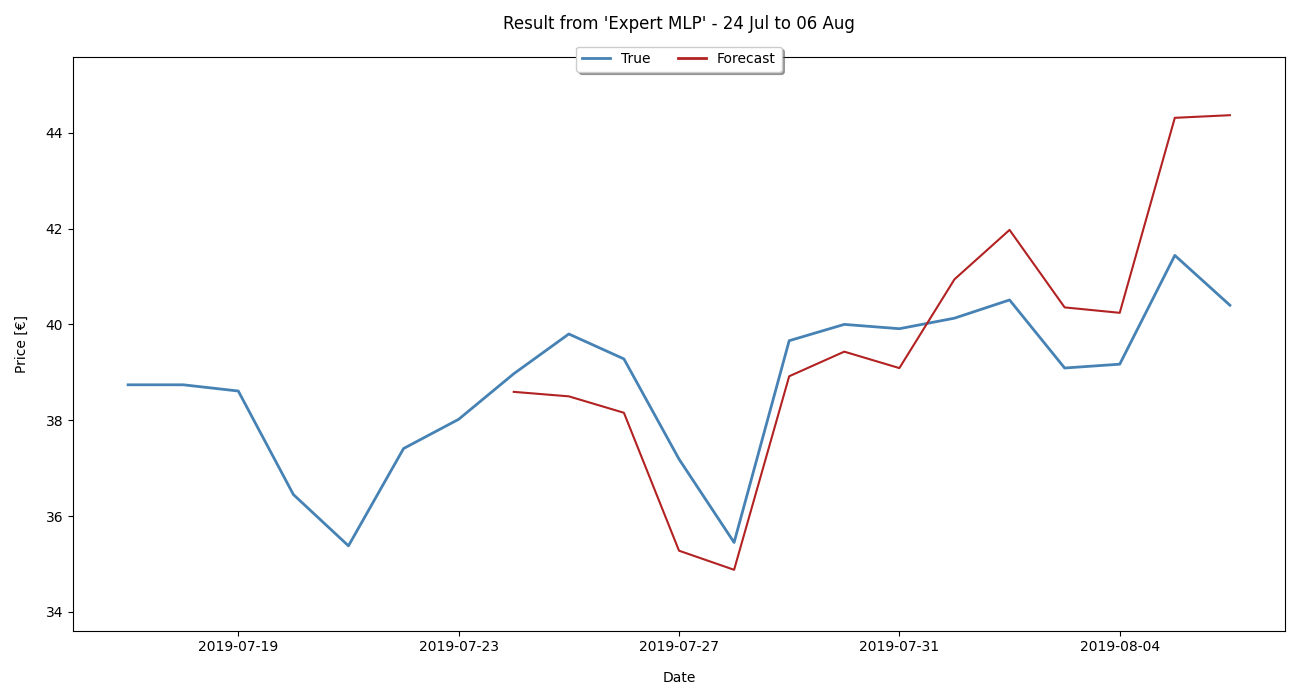 Result from 'Expert MLP' - 24 Jul to 06 Aug
True Forecast
Price [€]
44
42
40
38
36
34
2019-07-19 2019-07-23 2019-07-27 2019-07-31 2019-08-04
Date